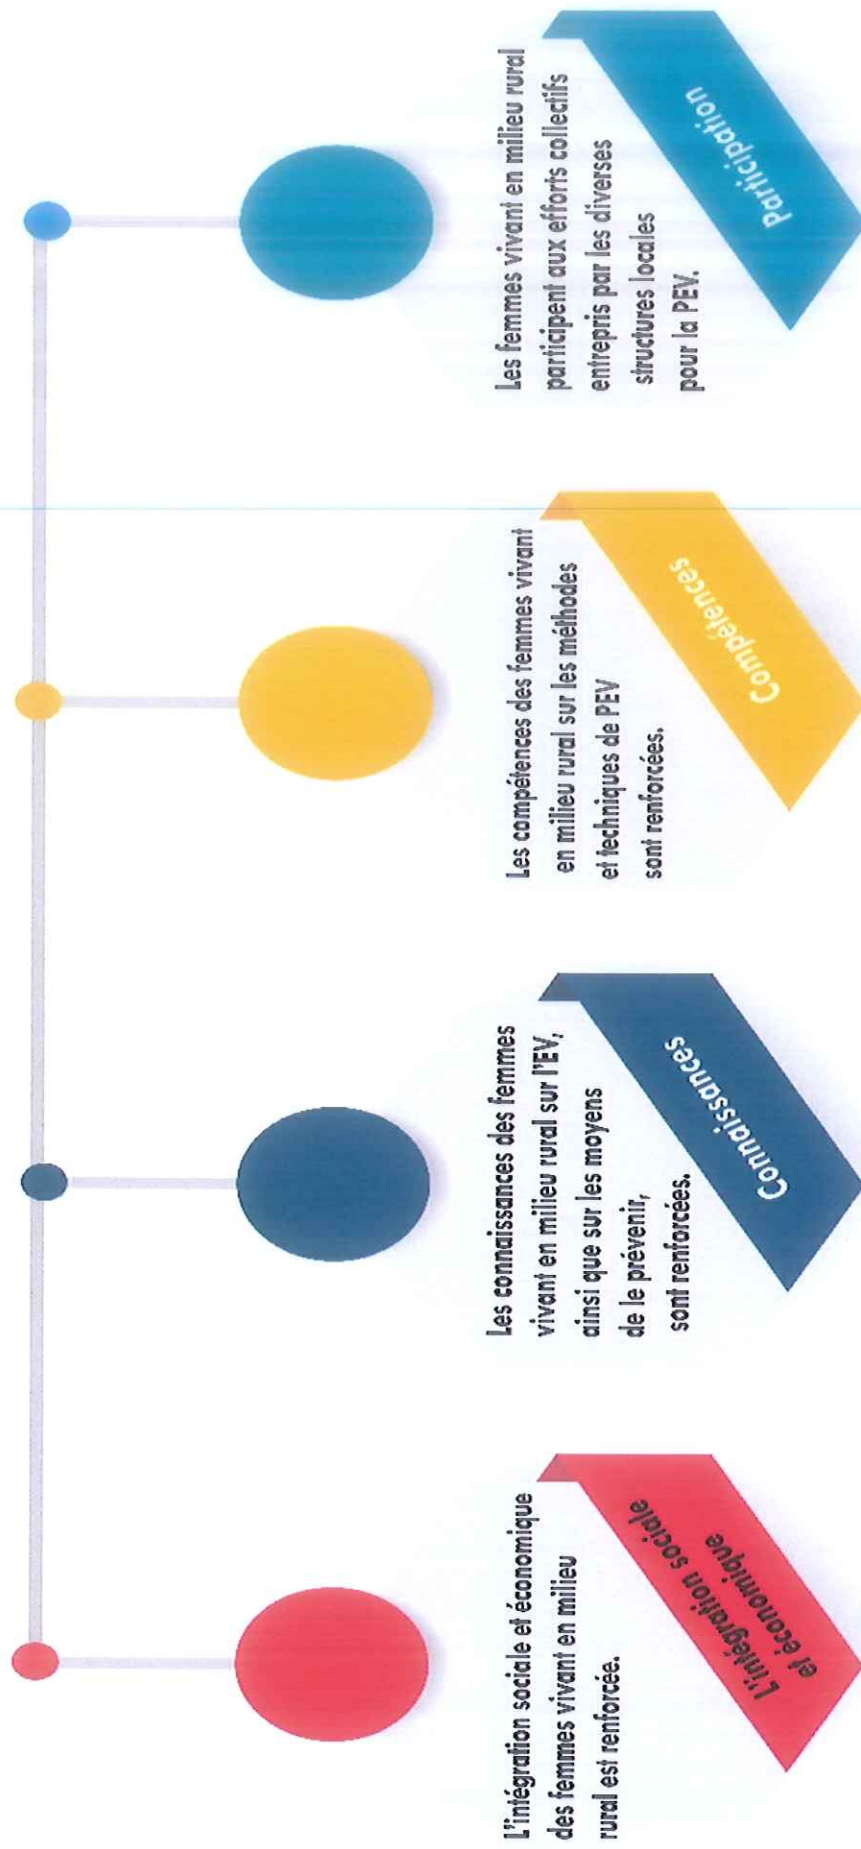 L'intégration sociale et économique
des femmes vivant en milieu
rural est renforcée.
L'intégration sociale
et économique
Les connaissances des femmes
vivant en milieu rural sur l'EV,
ainsi que sur les moyens
de le prévenir,
sont renforcées.
Connaissances
Les compétences des femmes vivant
en milieu rural sur les méthodes
et techniques de PEV
sont renforcées.
Compétences
Les femmes vivant en milieu rural
participent aux efforts collectifs
entrepris par les diverses
structures locales
pour la PEV.
Participation